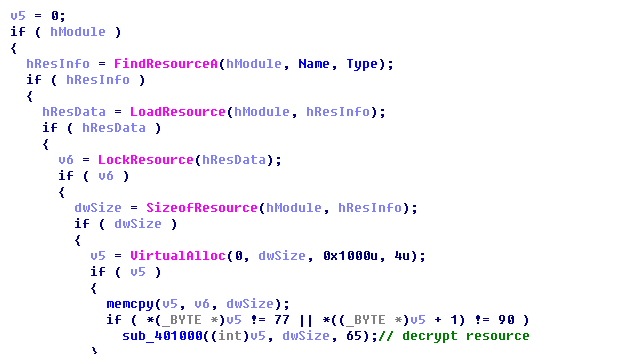 v5 = 0;
if ( hModule )
{
hResInfo = FindResourceA(hModule, Name, Type);
if ( hResInfo )
{
hResData = LoadResource(hModule, hResInfo);
if ( hResData )
{
v6 = LockResource(hResData);
if ( v6 )
{
dwSize = SizeofResource(hModule, hResInfo);
if ( dwSize )
{
v5 = VirtualAlloc(0, dwSize, 0x1000u, 4u);
if ( v5 )
{
memcpy(v5, v6, dwSize);
if ( *(_BYTE *)v5 != 77 || *((_BYTE *)v5 + 1) != 90 )
sub_401000((int)v5, dwSize, 65);// decrypt resource
}